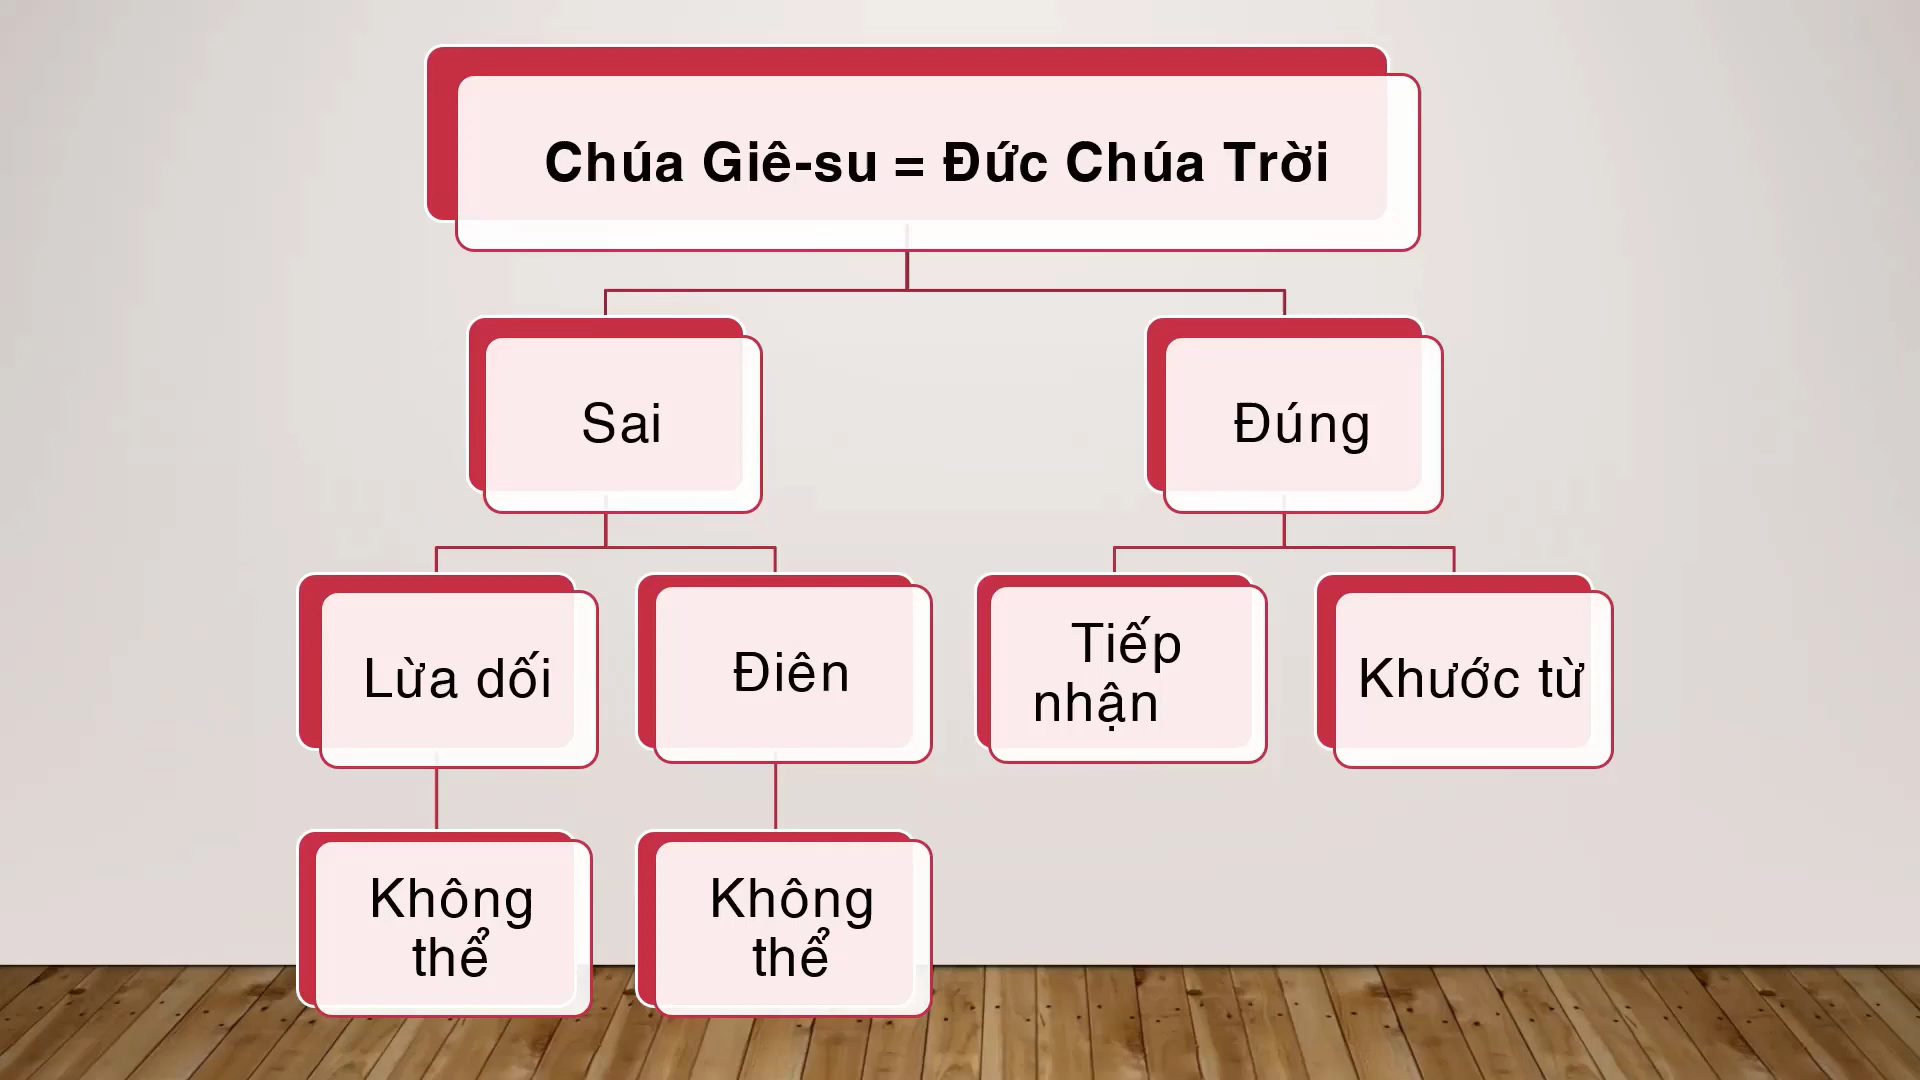 Chúa Giê-su = Đức Chúa Trời
Sai
Đúng
Lừa dối
Điên
Tiếp
nhận
Khước từ
Không
thể
Không
thể